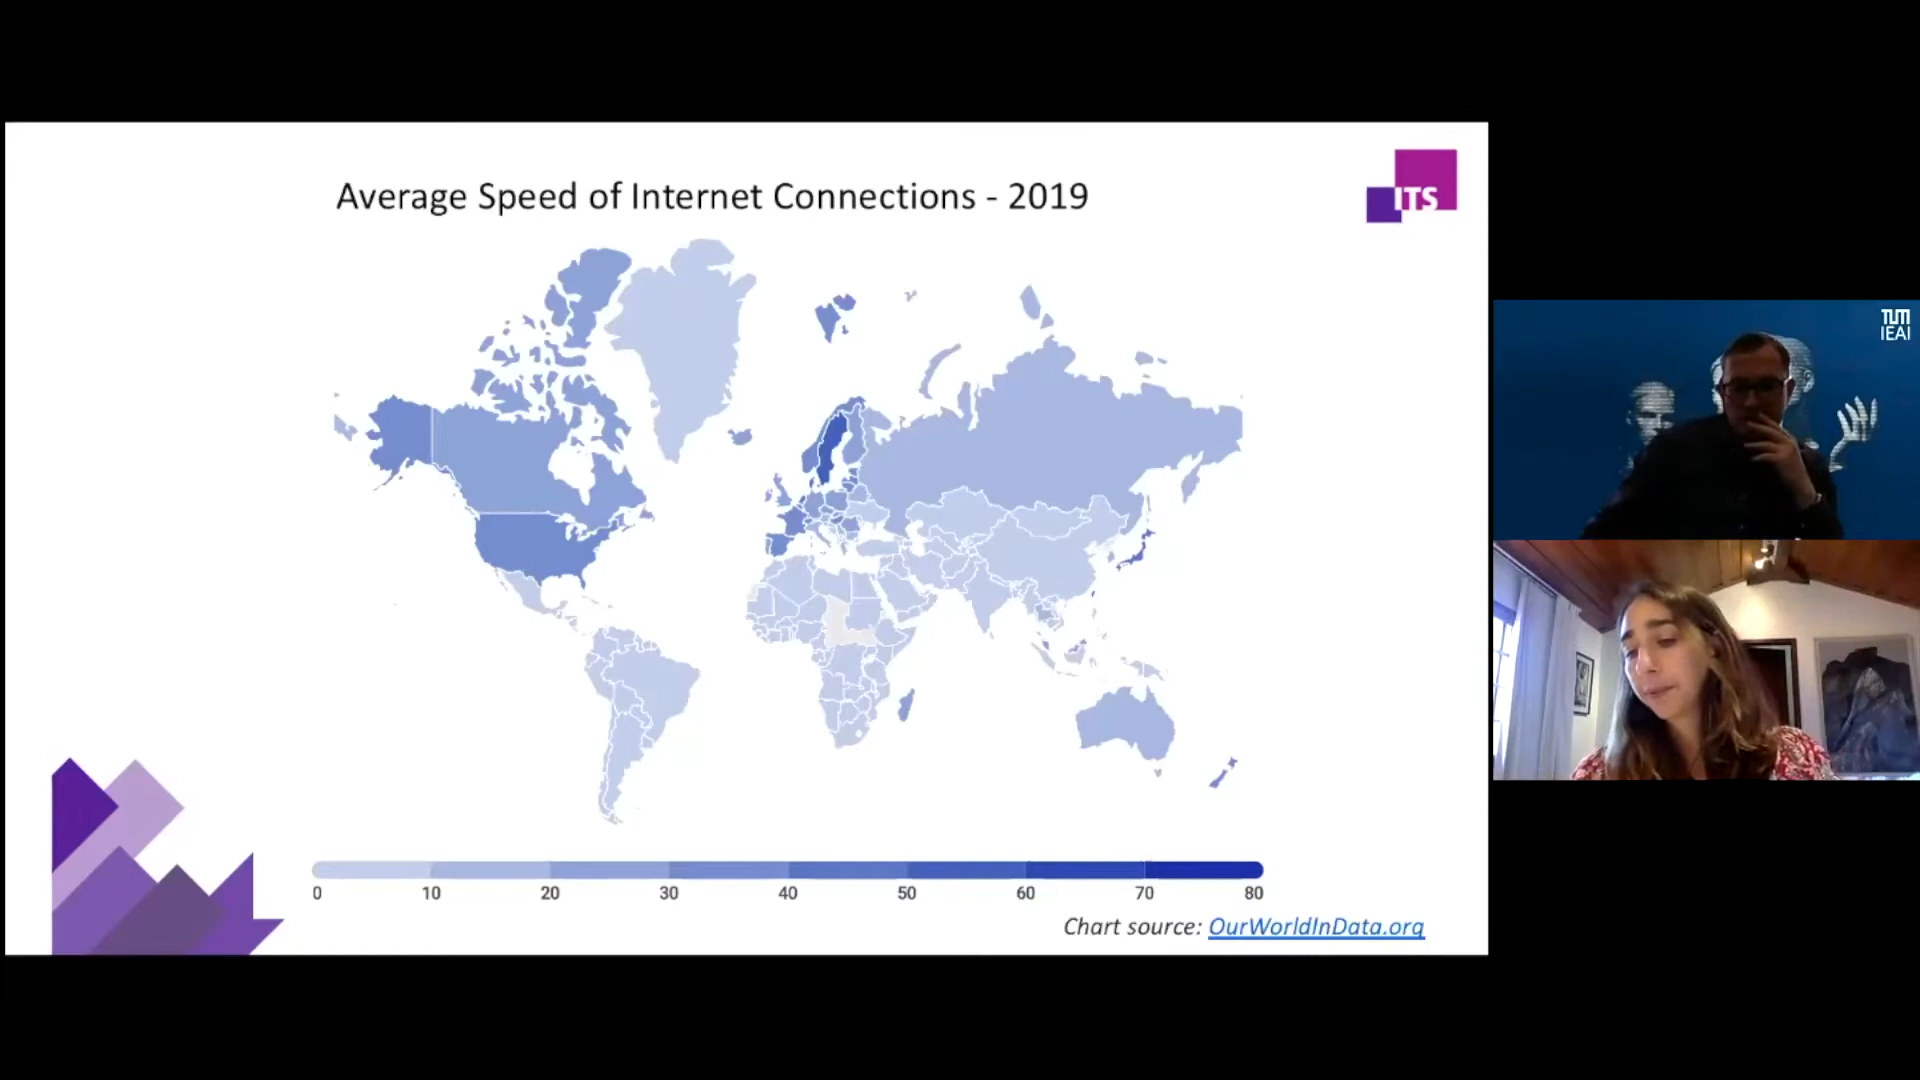 Average Speed of Internet Connections - 2019
ITS
TUM
IEAI
0 10 20 30 40 50 60 70 80
Chart source: OurWorldInData.org